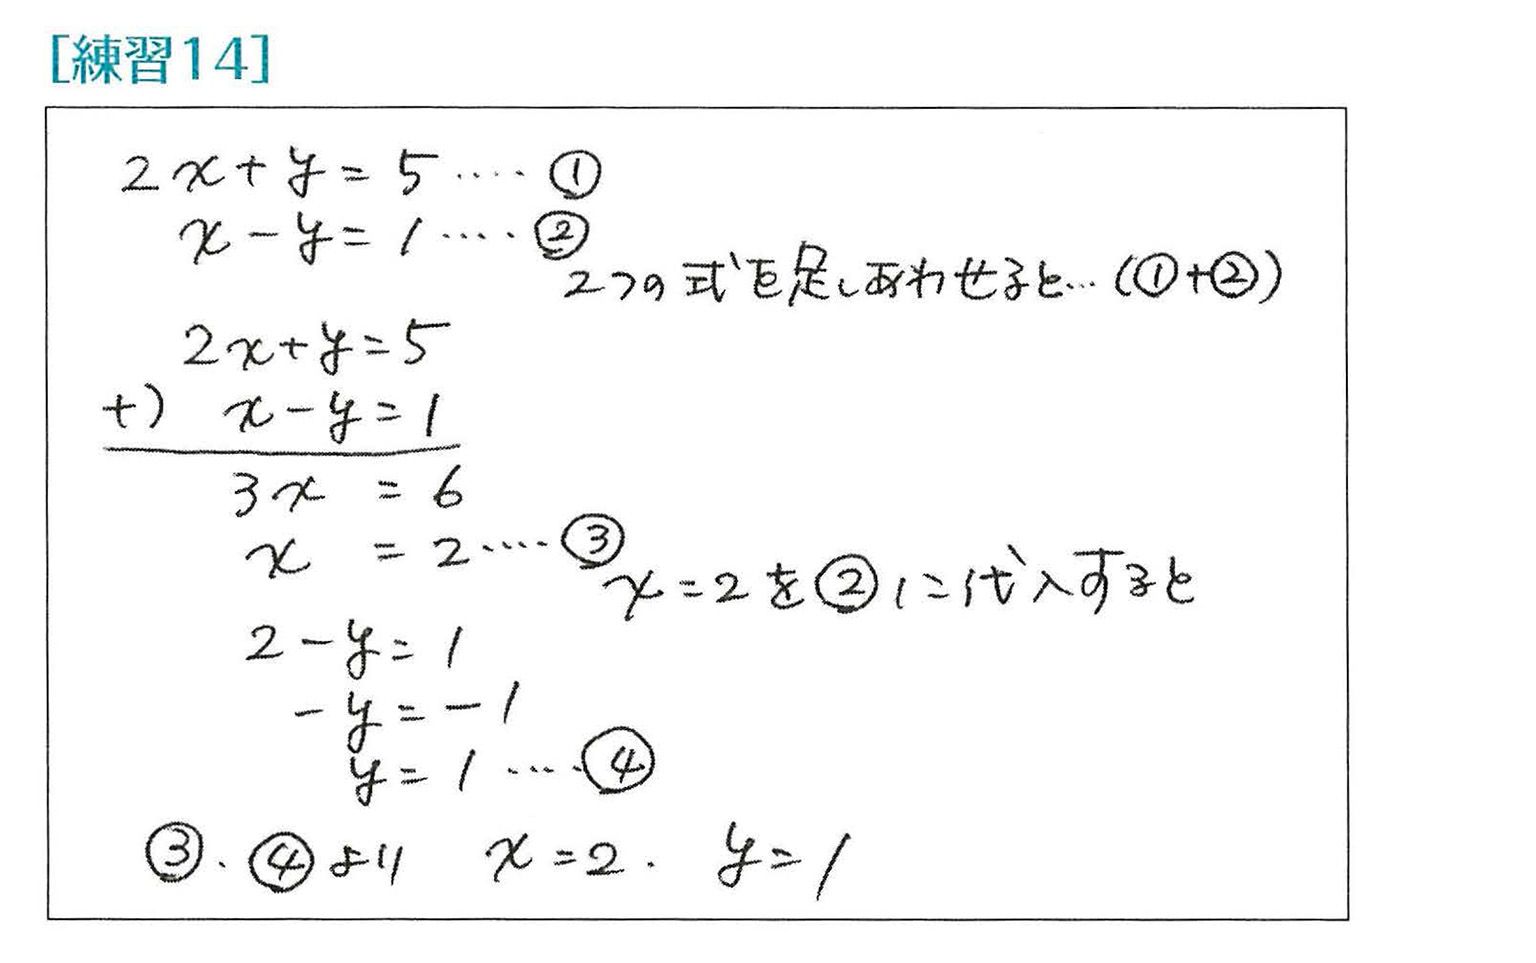 [練習14]
2x+y=5 ‥‥ ①
x-y=1 ‥‥ ②
2つの式を足しあわせると… (①+②)
2x+y=5
+) x-y=1
3x =6
x =2 ‥‥ ③
x=2を②に代入すると
2-y=1
-y=-1
y=1 ‥‥ ④
③.④より x=2. y=1